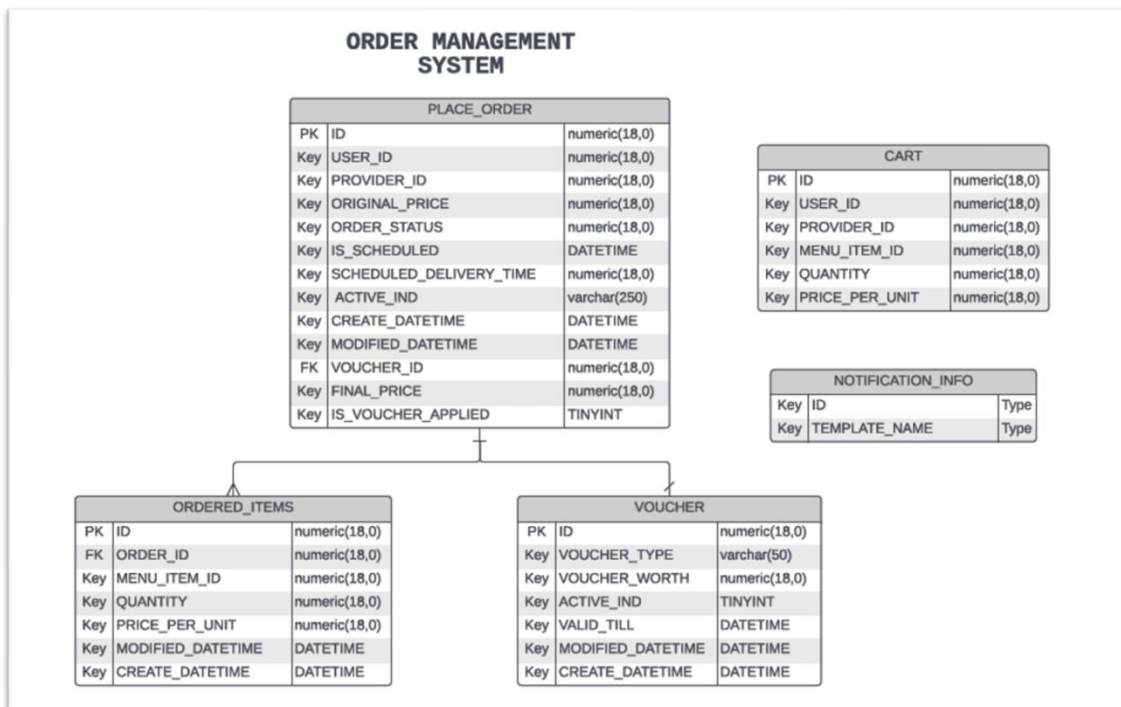 ORDER MANAGEMENT
SYSTEM
PLACE_ORDER
PK ID numeric(18,0)
Key USER_ID numeric(18,0)
Key PROVIDER_ID numeric(18,0)
Key ORIGINAL_PRICE numeric(18,0)
Key ORDER_STATUS numeric(18,0)
Key IS_SCHEDULED DATETIME
Key SCHEDULED_DELIVERY_TIME numeric(18,0)
Key ACTIVE_IND varchar(250)
Key CREATE_DATETIME DATETIME
Key MODIFIED_DATETIME DATETIME
FK VOUCHER_ID numeric(18,0)
Key FINAL_PRICE numeric(18,0)
Key IS_VOUCHER_APPLIED TINYINT
CART
PK ID numeric(18,0)
Key USER_ID numeric(18,0)
Key PROVIDER_ID numeric(18,0)
Key MENU_ITEM_ID numeric(18,0)
Key QUANTITY numeric(18,0)
Key PRICE_PER_UNIT numeric(18,0)
NOTIFICATION_INFO
Key ID Type
Key TEMPLATE_NAME Type
ORDERED_ITEMS
PK ID numeric(18,0)
FK ORDER_ID numeric(18,0)
Key MENU_ITEM_ID numeric(18,0)
Key QUANTITY numeric(18,0)
Key PRICE_PER_UNIT numeric(18,0)
Key MODIFIED_DATETIME DATETIME
Key CREATE_DATETIME DATETIME
VOUCHER
PK ID numeric(18,0)
Key VOUCHER_TYPE varchar(50)
Key VOUCHER_WORTH numeric(18,0)
Key ACTIVE_IND TINYINT
Key VALID_TILL DATETIME
Key MODIFIED_DATETIME DATETIME
Key CREATE_DATETIME DATETIME